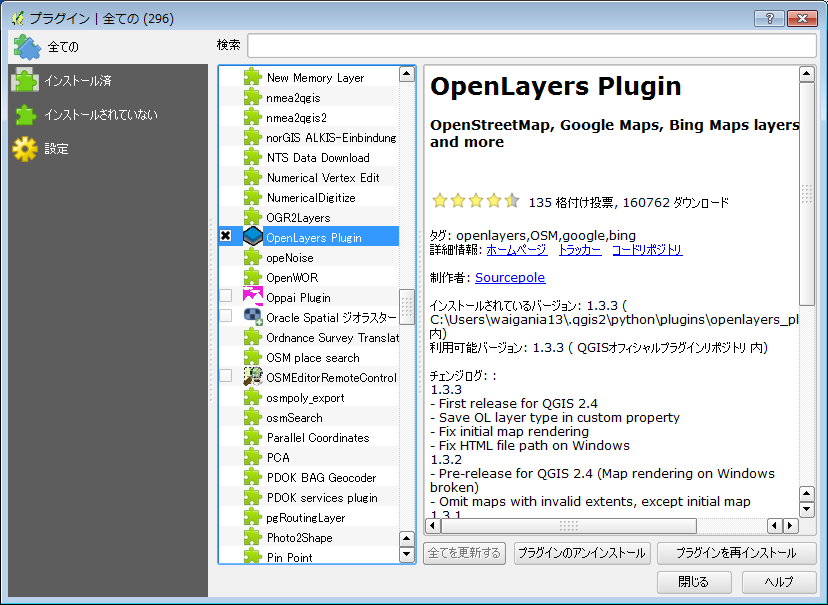 プラグイン | 全ての (296)
全ての
インストール済
インストールされていない
設定
検索
New Memory Layer
nmea2qgis
nmea2qgis2
norGIS ALKIS-Einbindung
NTS Data Download
Numerical Vertex Edit
NumericalDigitize
OGR2Layers
OpenLayers Plugin
opeNoise
OpenWOR
Oppai Plugin
Oracle Spatial ジオラスター
Ordnance Survey Translat
OSM place search
OSMEditorRemoteControl
osmpoly_export
osmSearch
Parallel Coordinates
PCA
PDOK BAG Geocoder
PDOK services plugin
pgRoutingLayer
Photo2Shape
Pin Point
OpenLayers Plugin
OpenStreetMap, Google Maps, Bing Maps layers
and more
135 格付け投票, 160762 ダウンロード
タグ: openlayers,OSM,google,bing
詳細情報: ホームページ トラッカー コードリポジトリ
制作者: Sourcepole
インストールされているバージョン: 1.3.3 (
C:\Users\waigania13\.qgis2\python\plugins\openlayers_pl
内)
利用可能バージョン: 1.3.3 ( QGISオフィシャルプラグインリポジトリ 内)
チェンジログ: :
1.3.3
- First release for QGIS 2.4
- Save OL layer type in custom property
- Fix initial map rendering
- Fix HTML file path on Windows
1.3.2
- Pre-release for QGIS 2.4 (Map rendering on Windows
broken)
- Omit maps with invalid extents, except initial map
1.3.1
全てを更新する
プラグインのアンインストール
プラグインを再インストール
閉じる
ヘルプ